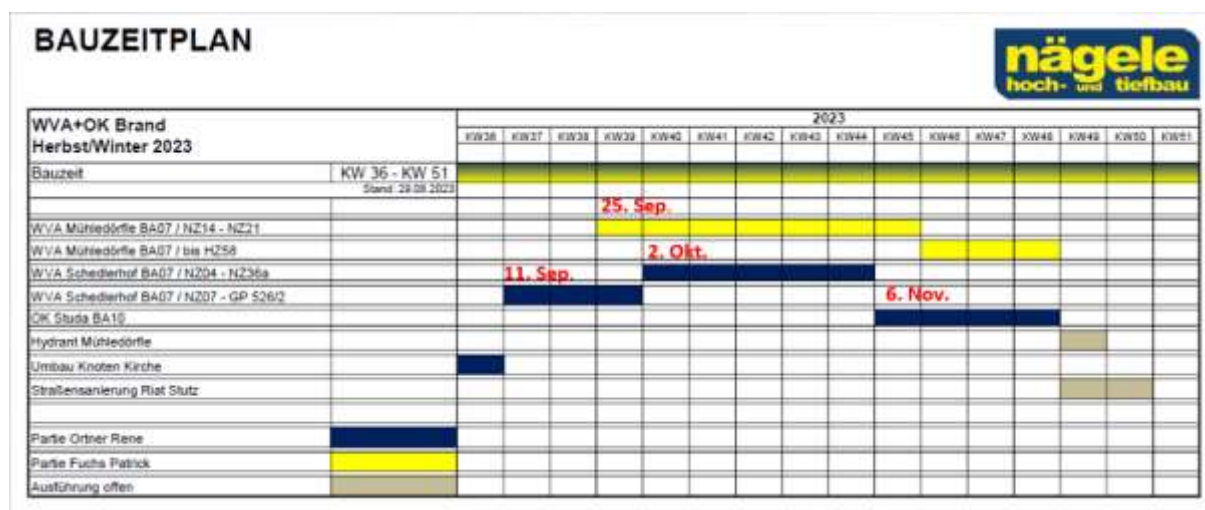 BAUZEITPLAN
nägele
hoch- und tiefbau
WVA+OK Brand
Herbst/Winter 2023
2023
KW36 KW37 KW38 KW39 KW40 KW41 KW42 KW43 KW44 KW45 KW46 KW47 KW48 KW49 KW50 KW51
Bauzeit KW 36 - KW 51
Stand: 29.08.2023
25. Sep.
WVA Mühledörfle BA07 / NZ14 - NZ21
WVA Mühledörfle BA07 / bis HZ58
2. Okt.
WVA Schedlerhof BA07 / NZ04 - NZ36a
11. Sep.
WVA Schedlerhof BA07 / NZ07 - GP 526/2
6. Nov.
OK Studa BA10
Hydrant Mühledörfle
Umbau Knoten Kirche
Straßensanierung Riat Stutz
Partie Ortner Rene
Partie Fuchs Patrick
Ausführung offen